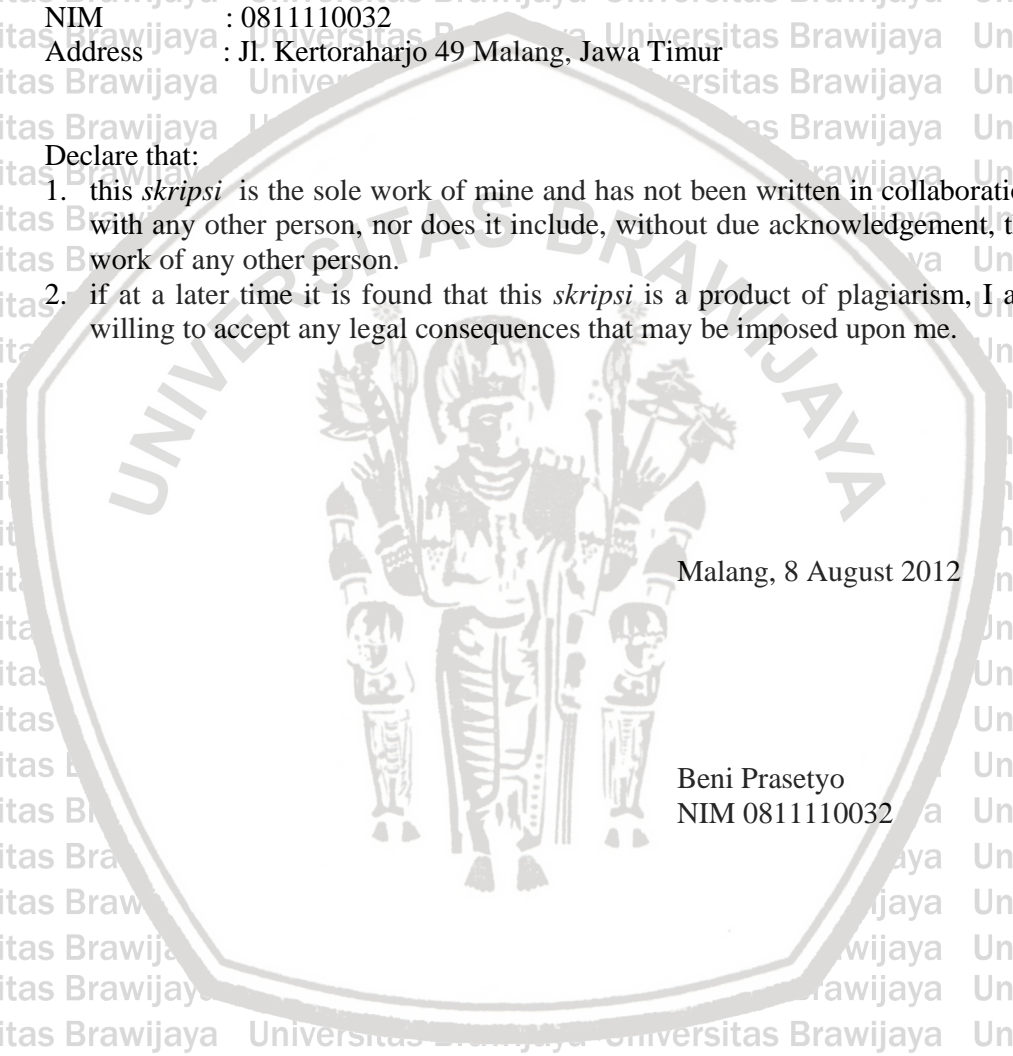 NIM : 0811110032
Address : Jl. Kertoraharjo 49 Malang, Jawa Timur
Declare that:
1. this skripsi is the sole work of mine and has not been written in collaboratio
with any other person, nor does it include, without due acknowledgement, t
work of any other person.
2. if at a later time it is found that this skripsi is a product of plagiarism, I a
willing to accept any legal consequences that may be imposed upon me.
UNIVERSITAS BRAWIJAYA
Malang, 8 August 2012
Beni Prasetyo
NIM 0811110032